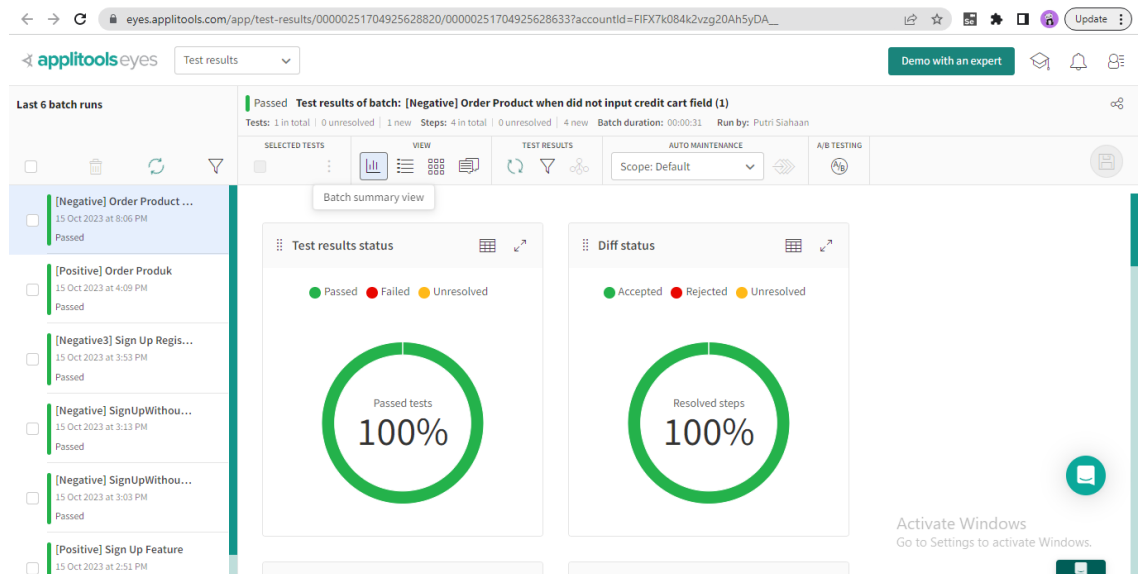 eyes.applitools.com/app/test-results/00000251704925628820/00000251704925628633?accountId=FIFX7k084k2vzg20Ah5yDA__
Se
Update
applitools eyes
Test results
Demo with an expert
Last 6 batch runs
Passed Test results of batch: [Negative] Order Product when did not input credit cart field (1)
Tests: 1 in total | 0 unresolved | 1 new Steps: 4 in total | 0 unresolved | 4 new Batch duration: 00:00:31 Run by: Putri Siahaan
SELECTED TESTS
VIEW
TEST RESULTS
AUTO MAINTENANCE
A/B TESTING
Scope: Default
A/B
Batch summary view
[Negative] Order Product ...
15 Oct 2023 at 8:06 PM
Passed
[Positive] Order Produk
15 Oct 2023 at 4:09 PM
Passed
[Negative3] Sign Up Regis...
15 Oct 2023 at 3:53 PM
Passed
[Negative] SignUpWithou...
15 Oct 2023 at 3:13 PM
Passed
[Negative] SignUpWithou...
15 Oct 2023 at 3:03 PM
Passed
[Positive] Sign Up Feature
15 Oct 2023 at 2:51 PM
Test results status
Passed Failed Unresolved
Passed tests
100%
Diff status
Accepted Rejected Unresolved
Resolved steps
100%
Activate Windows
Go to Settings to activate Windows.